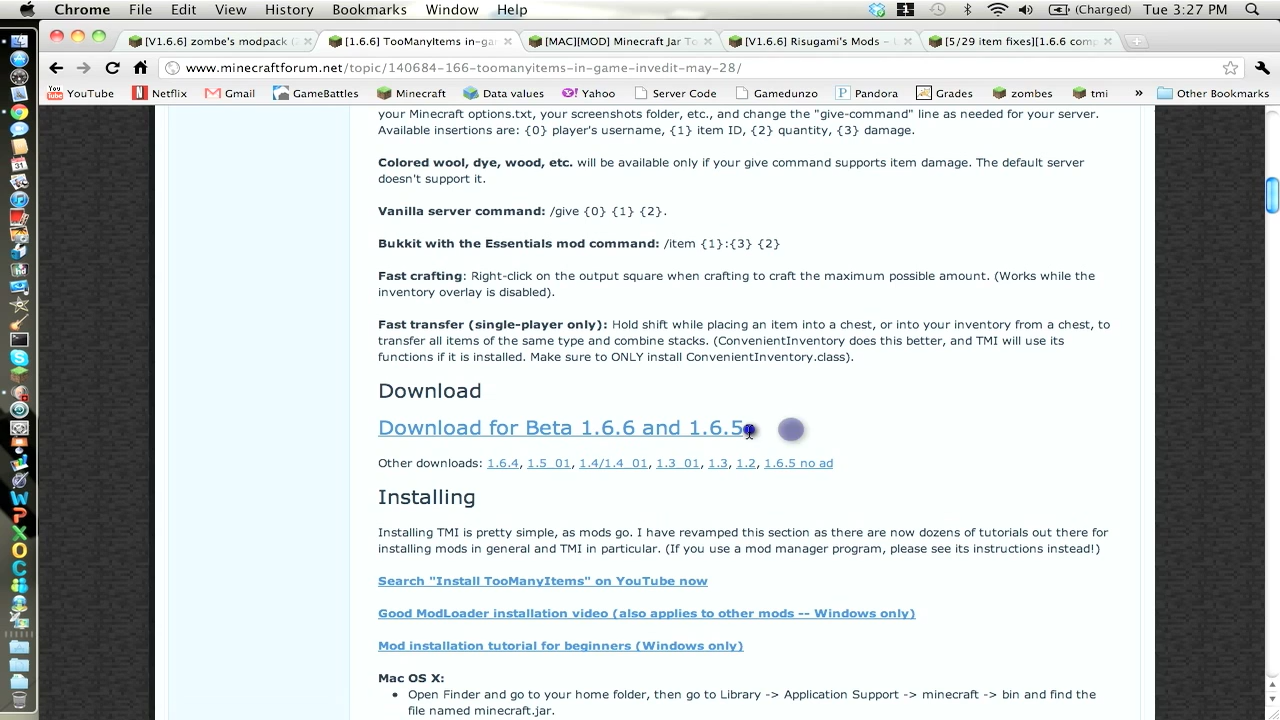 Chrome File Edit View History Bookmarks Window Help (Charged) Tue 3:27 PM
[V1.6.6] zombe's modpack ( [1.6.6] TooManyItems in-ga [MAC][MOD] Minecraft Jar To [V1.6.6] Risugami's Mods – [5/29 item fixes][1.6.6 com
www.minecraftforum.net/topic/140684-166-toomanyitems-in-game-invedit-may-28/
YouTube Netflix Gmail GameBattles Minecraft Data values Yahoo Server Code Gamedunzo Pandora Grades zombes tmi » Other Bookmarks
your Minecraft options.txt, your screenshots folder, etc., and change the "give-command" line as needed for your server.
Available insertions are: {0} player's username, {1} item ID, {2} quantity, {3} damage.
Colored wool, dye, wood, etc. will be available only if your give command supports item damage. The default server
doesn't support it.
Vanilla server command: /give {0} {1} {2}.
Bukkit with the Essentials mod command: /item {1}:{3} {2}
Fast crafting: Right-click on the output square when crafting to craft the maximum possible amount. (Works while the
inventory overlay is disabled).
Fast transfer (single-player only): Hold shift while placing an item into a chest, or into your inventory from a chest, to
transfer all items of the same type and combine stacks. (ConvenientInventory does this better, and TMI will use its
functions if it is installed. Make sure to ONLY install ConvenientInventory.class).
Download
Download for Beta 1.6.6 and 1.6.5
Other downloads: 1.6.4, 1.5_01, 1.4/1.4_01, 1.3_01, 1.3, 1.2, 1.6.5 no ad
Installing
Installing TMI is pretty simple, as mods go. I have revamped this section as there are now dozens of tutorials out there for
installing mods in general and TMI in particular. (If you use a mod manager program, please see its instructions instead!)
Search "Install TooManyItems" on YouTube now
Good ModLoader installation video (also applies to other mods -- Windows only)
Mod installation tutorial for beginners (Windows only)
Mac OS X:
• Open Finder and go to your home folder, then go to Library -> Application Support -> minecraft -> bin and find the
file named minecraft.jar.